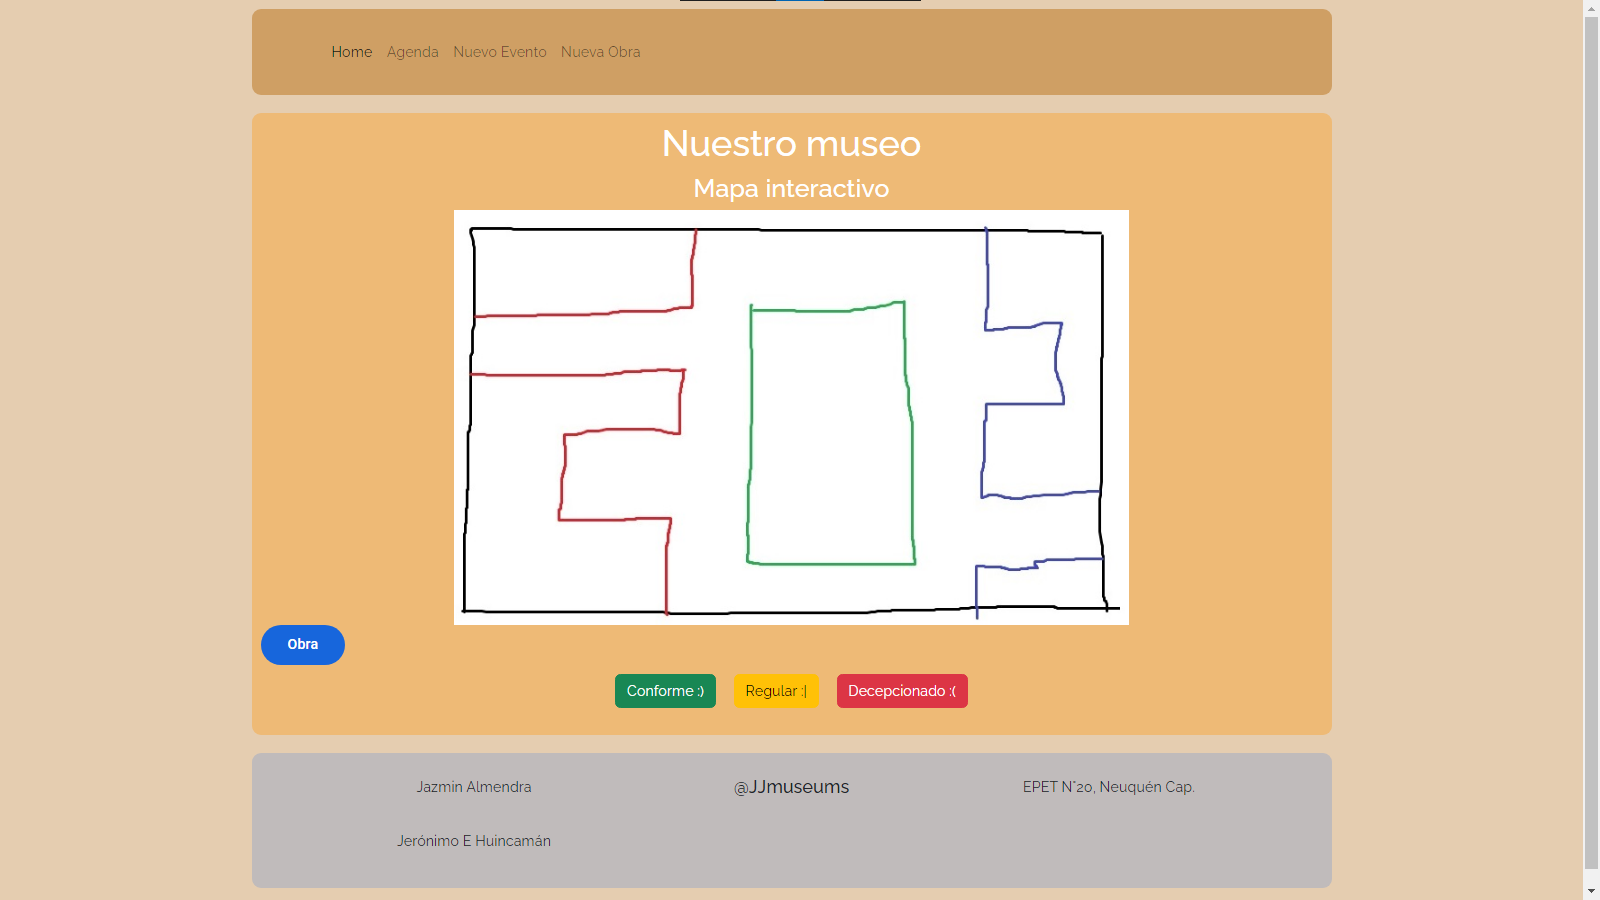 Home Agenda Nuevo Evento Nueva Obra
Nuestro museo
Mapa interactivo
Obra
Conforme :) Regular :| Decepcionado :(
Jazmin Almendra @JJmuseums EPET N°20, Neuquén Cap.
Jerónimo E Huincamán